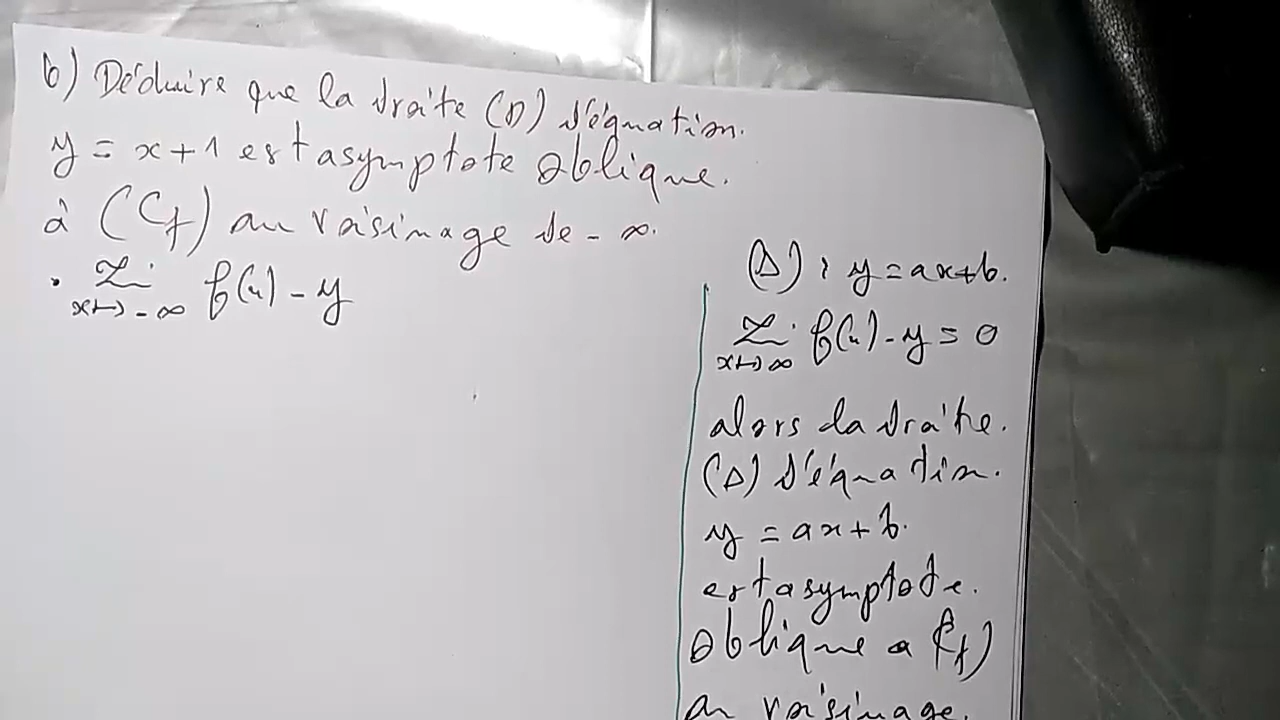 b) Déduire que la droite (D) d'équation.
y = x + 1 est asymptote oblique.
à (Cf) au voisinage de - ∞.
• lim f(x) - y
x→ - ∞
(Δ) : y = ax + b.
lim f(x) - y = 0
x→ ∞
alors la droite.
(Δ) d'équation.
y = ax + b.
est asymptote.
oblique a (Cf)
au voisinage.